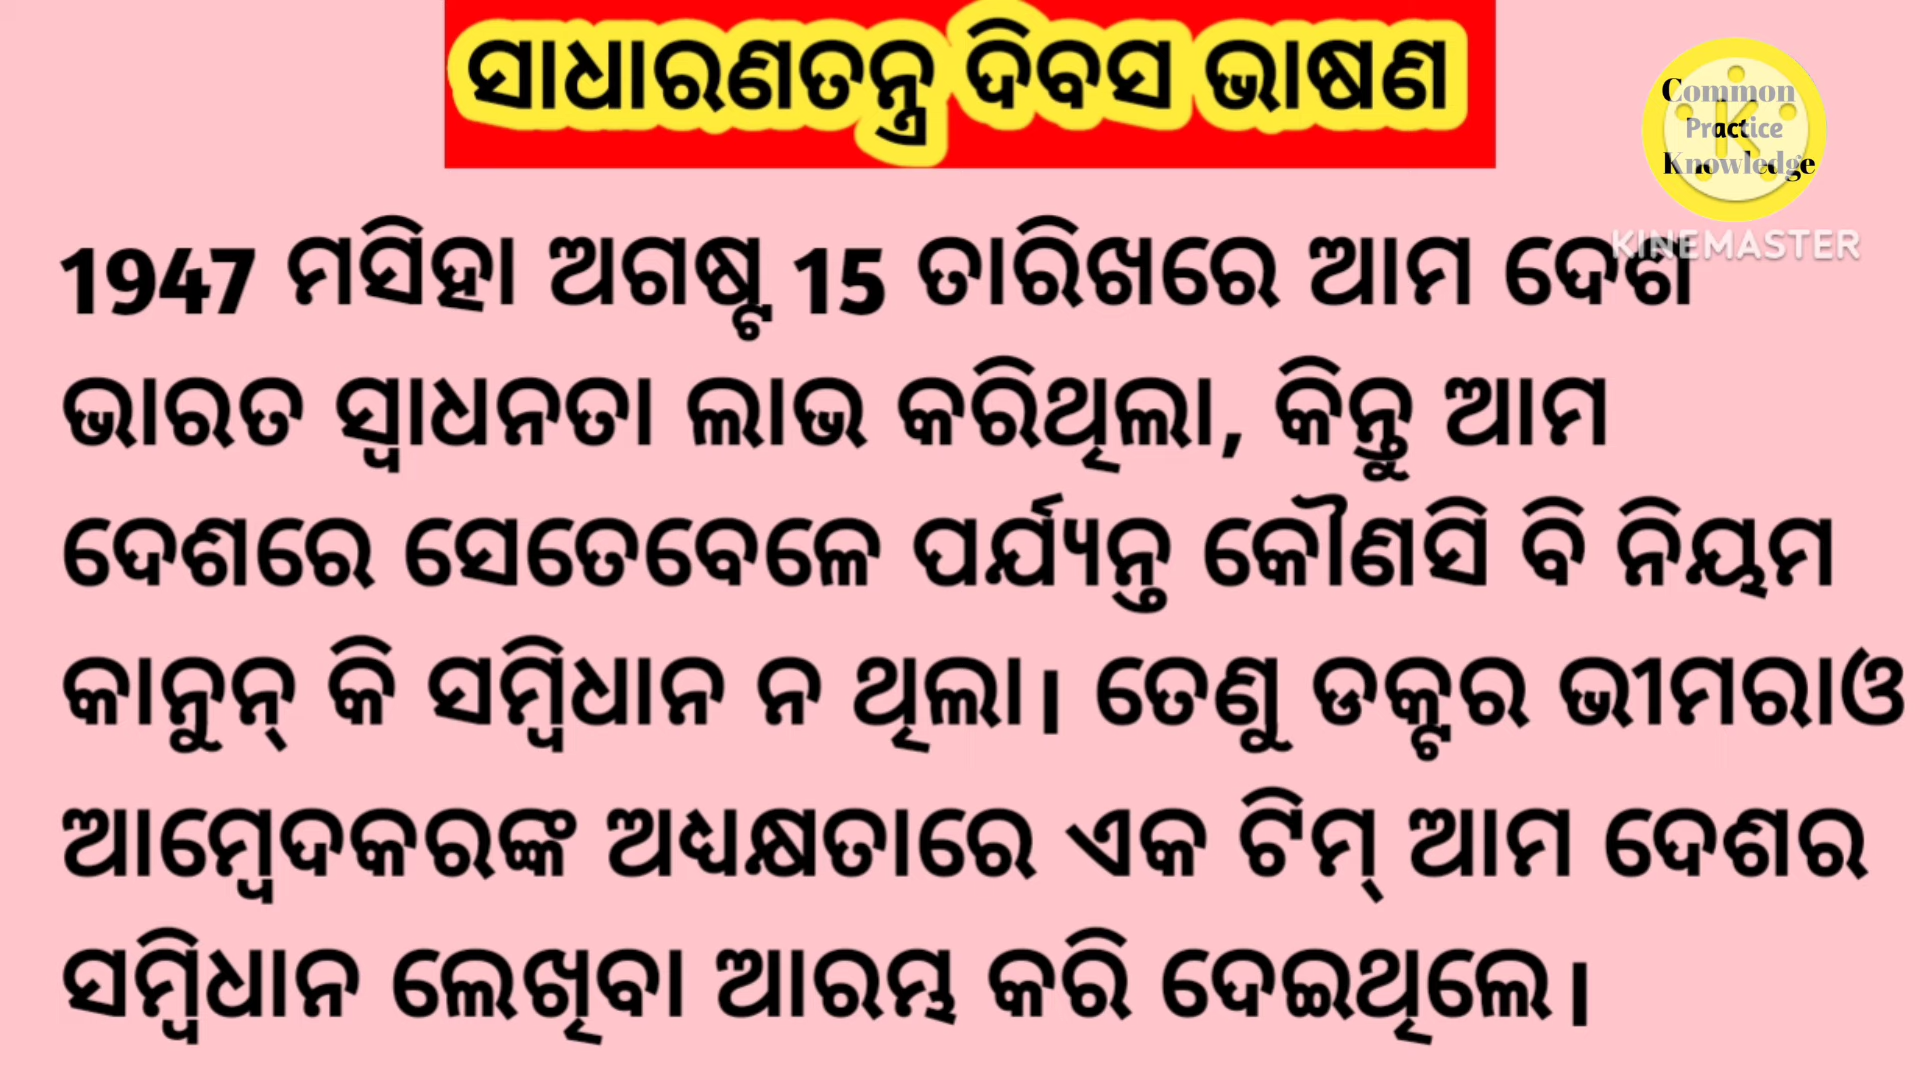 ସାଧାରଣତନ୍ତ୍ର ଦିବସ ଭାଷଣ
Common
Practice
Knowledge
KINEMASTER
1947 ମସିହା ଅଗଷ୍ଟ 15 ତାରିଖରେ ଆମ ଦେଶ
ଭାରତ ସ୍ୱାଧନତା ଲାଭ କରିଥିଲା, କିନ୍ତୁ ଆମ
ଦେଶରେ ସେତେବେଳେ ପର୍ଯ୍ୟନ୍ତ କୌଣସି ବି ନିୟମ
କାନୁନ୍ କି ସମ୍ବିଧାନ ନ ଥିଲା। ତେଣୁ ଡକ୍ଟର ଭୀମରାଓ
ଆମ୍ବେଦକରଙ୍କ ଅଧ୍ୟକ୍ଷତାରେ ଏକ ଟିମ୍ ଆମ ଦେଶର
ସମ୍ବିଧାନ ଲେଖିବା ଆରମ୍ଭ କରି ଦେଇଥିଲେ।